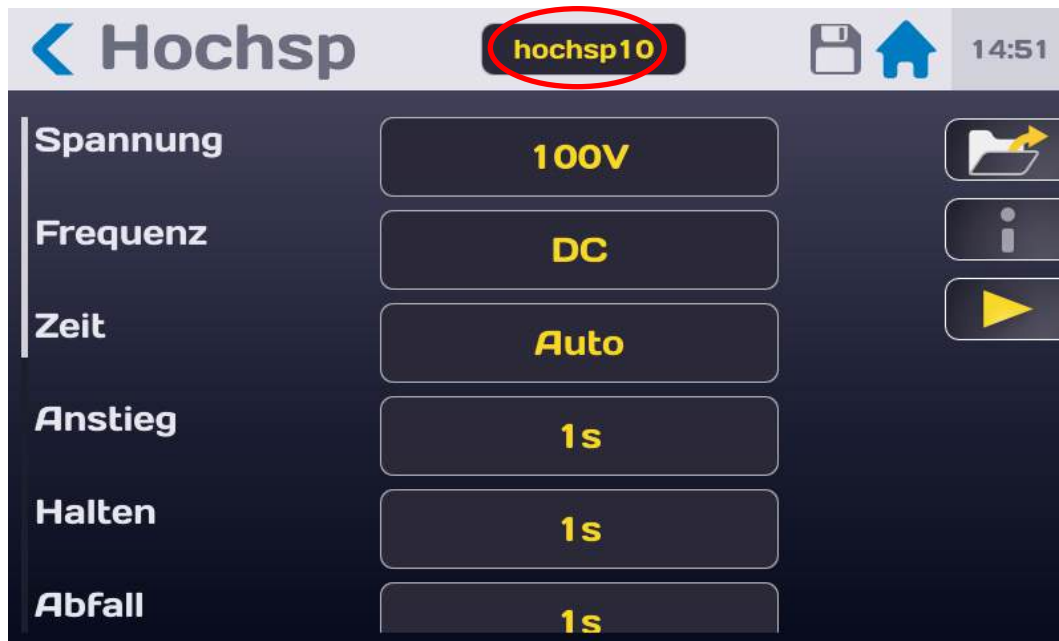 Hochsp
hochsp10
14:51
Spannung
100V
Frequenz
DC
Zeit
Auto
Anstieg
1s
Halten
1s
Abfall
1s